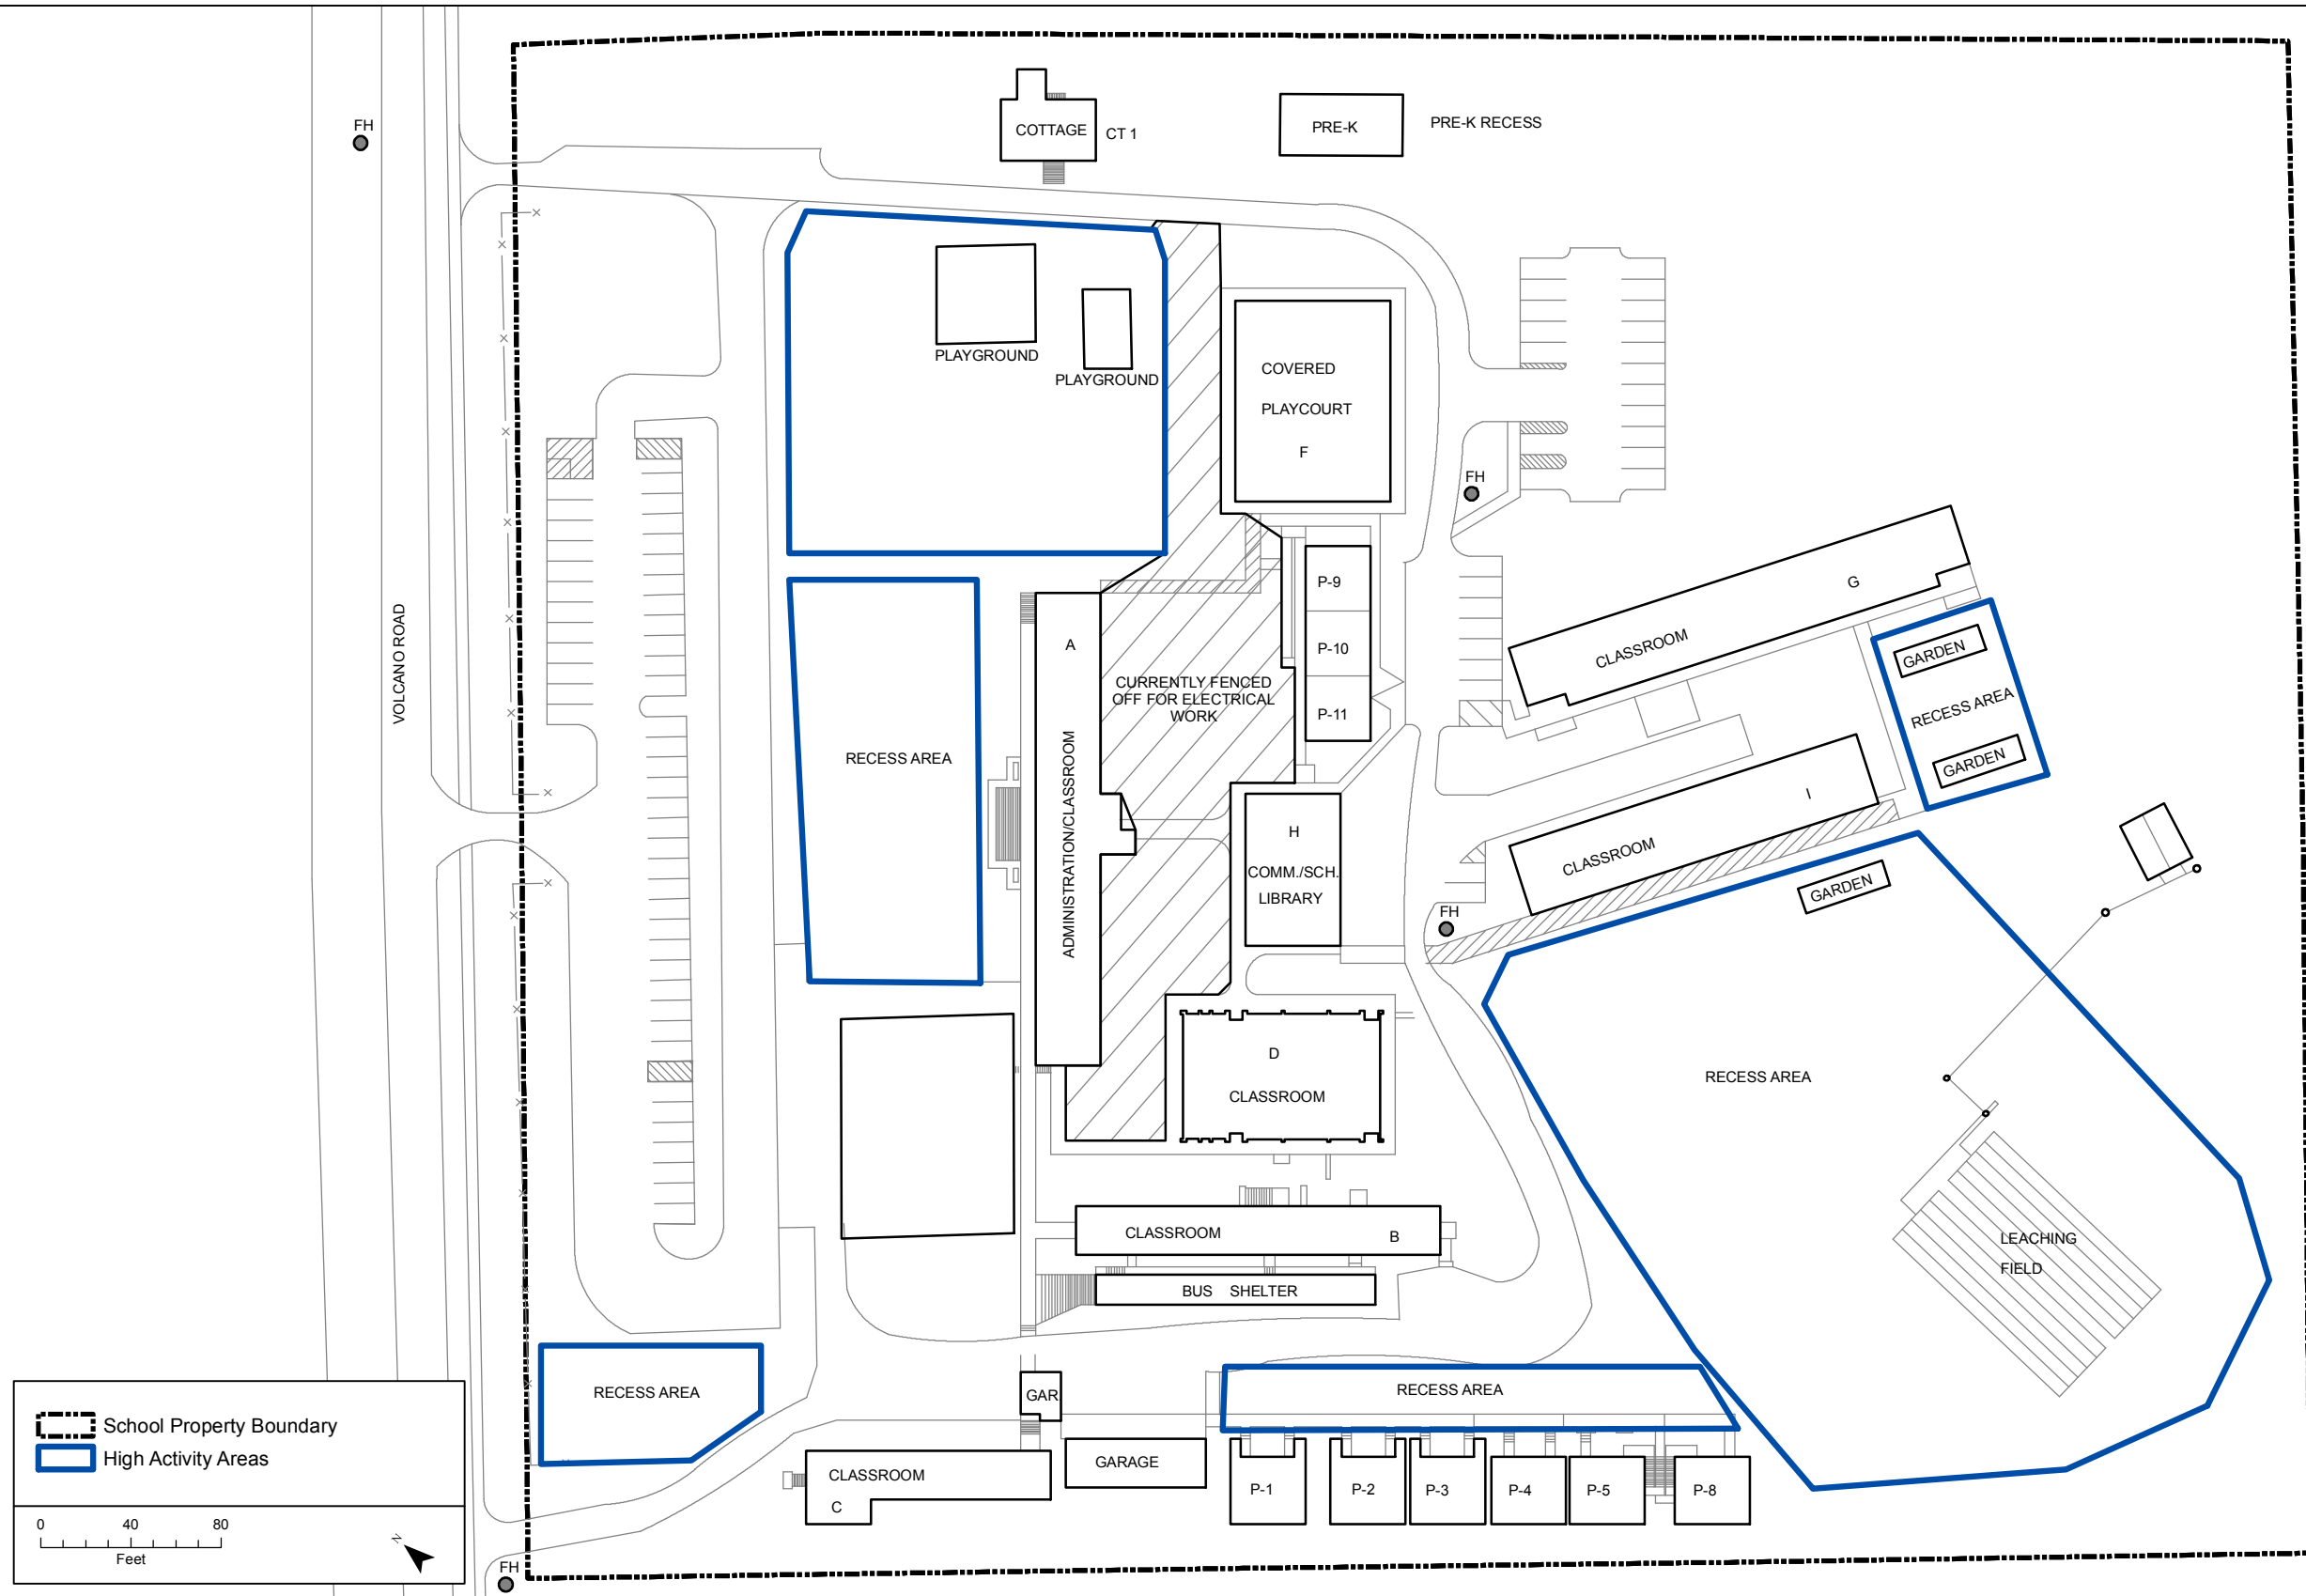 FH
COTTAGE
CT 1
PRE-K
PRE-K RECESS
PLAYGROUND
PLAYGROUND
COVERED
PLAYCOURT
F
FH
VOLCANO ROAD
RECESS AREA
A
ADMINISTRATION/CLASSROOM
CURRENTLY FENCED
OFF FOR ELECTRICAL
WORK
P-9
P-10
P-11
G
CLASSROOM
GARDEN
RECESS AREA
GARDEN
H
COMM./SCH.
LIBRARY
I
CLASSROOM
GARDEN
FH
D
CLASSROOM
RECESS AREA
LEACHING
FIELD
CLASSROOM
B
BUS SHELTER
RECESS AREA
GAR.
RECESS AREA
CLASSROOM
C
GARAGE
P-1
P-2
P-3
P-4
P-5
P-8
School Property Boundary
High Activity Areas
0 40 80
Feet
N
FH